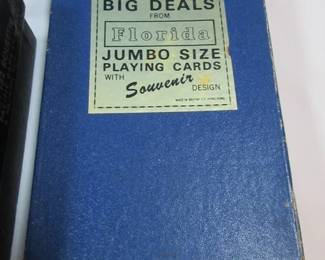 BIG DEALS
FROM
Florida
JUMBO SIZE
PLAYING CARDS
WITH Souvenir
DESIGN